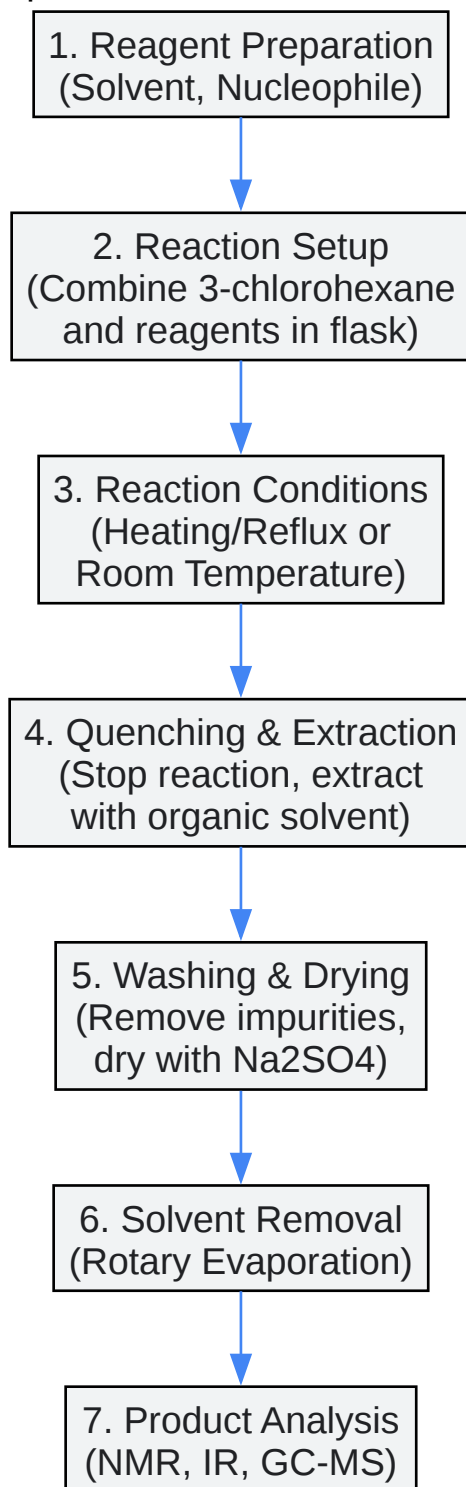 1. Reagent Preparation
(Solvent, Nucleophile)
2. Reaction Setup
(Combine 3-chlorohexane
and reagents in flask)
3. Reaction Conditions
(Heating/Reflux or
Room Temperature)
4. Quenching & Extraction
(Stop reaction, extract
with organic solvent)
5. Washing & Drying
(Remove impurities,
dry with Na2SO4)
6. Solvent Removal
(Rotary Evaporation)
7. Product Analysis
(NMR, IR, GC-MS)